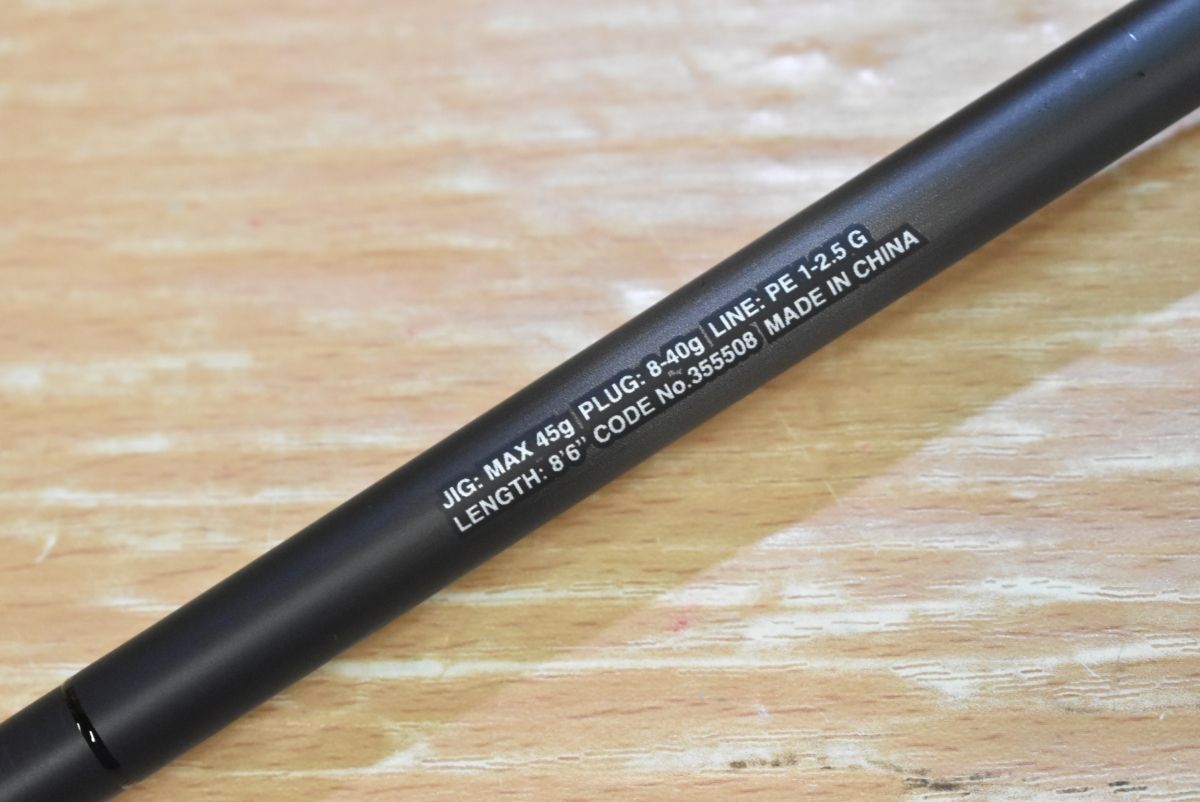 JIG: MAX 45g | PLUG: 8-40g | LINE: PE 1-2.5 G
LENGTH: 8'6" CODE No.355508 | MADE IN CHINA